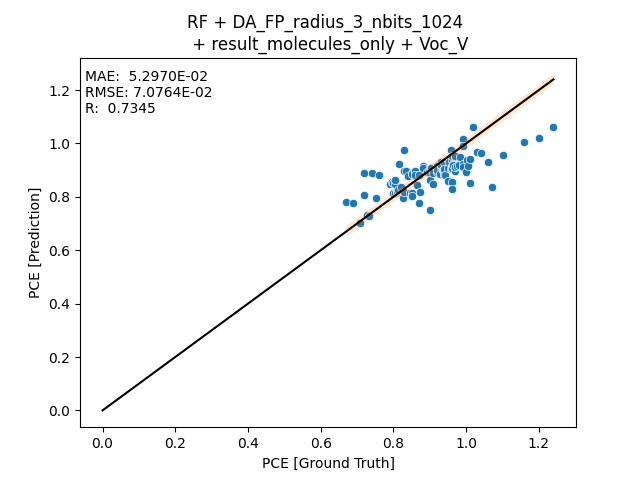 RF + DA_FP_radius_3_nbits_1024
+ result_molecules_only + Voc_V
MAE:  5.2970E-02
RMSE: 7.0764E-02
R:  0.7345
PCE [Prediction]
1.2
1.0
0.8
0.6
0.4
0.2
0.0
0.0 0.2 0.4 0.6 0.8 1.0 1.2
PCE [Ground Truth]